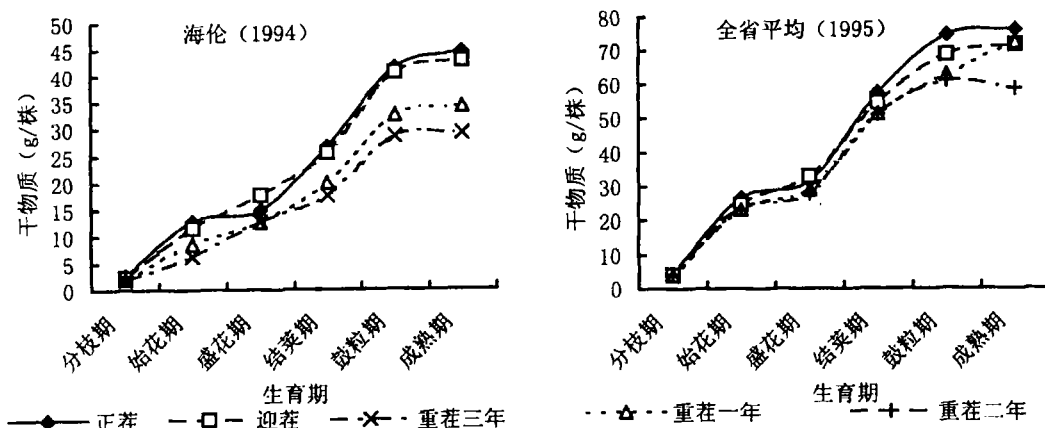 海伦（1994）
干物质（g/株）
50
45
40
35
30
25
20
15
10
5
0
分枝期
始花期
盛花期
结荚期
鼓粒期
成熟期
生育期
全省平均（1995）
干物质（g/株）
80
70
60
50
40
30
20
10
0
分枝期
始花期
盛花期
结荚期
鼓粒期
成熟期
生育期
正茬 迎茬 重茬三年 重茬一年 重茬二年